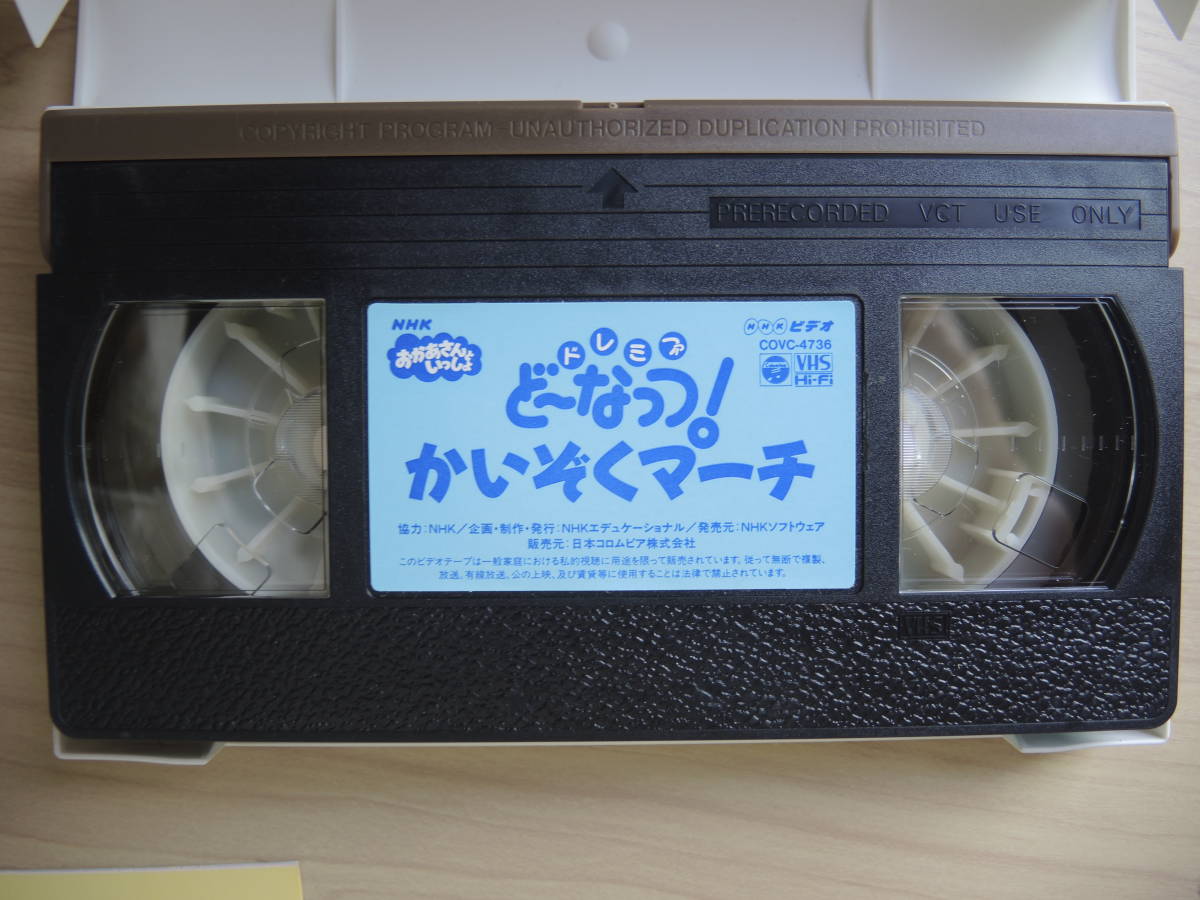 COPYRIGHT PROGRAM-UNAUTHORIZED DUPLICATION PROHIBITED
PRERECORDED VCT USE ONLY
NHK
おかあさんと
いっしょ
ドレミファ
ど〜なっつ!
かいぞくマーチ
NHKビデオ
COVC-4736
VHS
Hi-Fi
協力:NHK/企画・制作・発行:NHKエデュケーショナル/発売元:NHKソフトウェア
販売元:日本コロムビア株式会社
このビデオテープは一般家庭における私的視聴に用途を限って販売されています。従って無断で複製、
放送、有線放送、公の上映、及び賃貸等に使用することは法律で禁止されています。
VHS